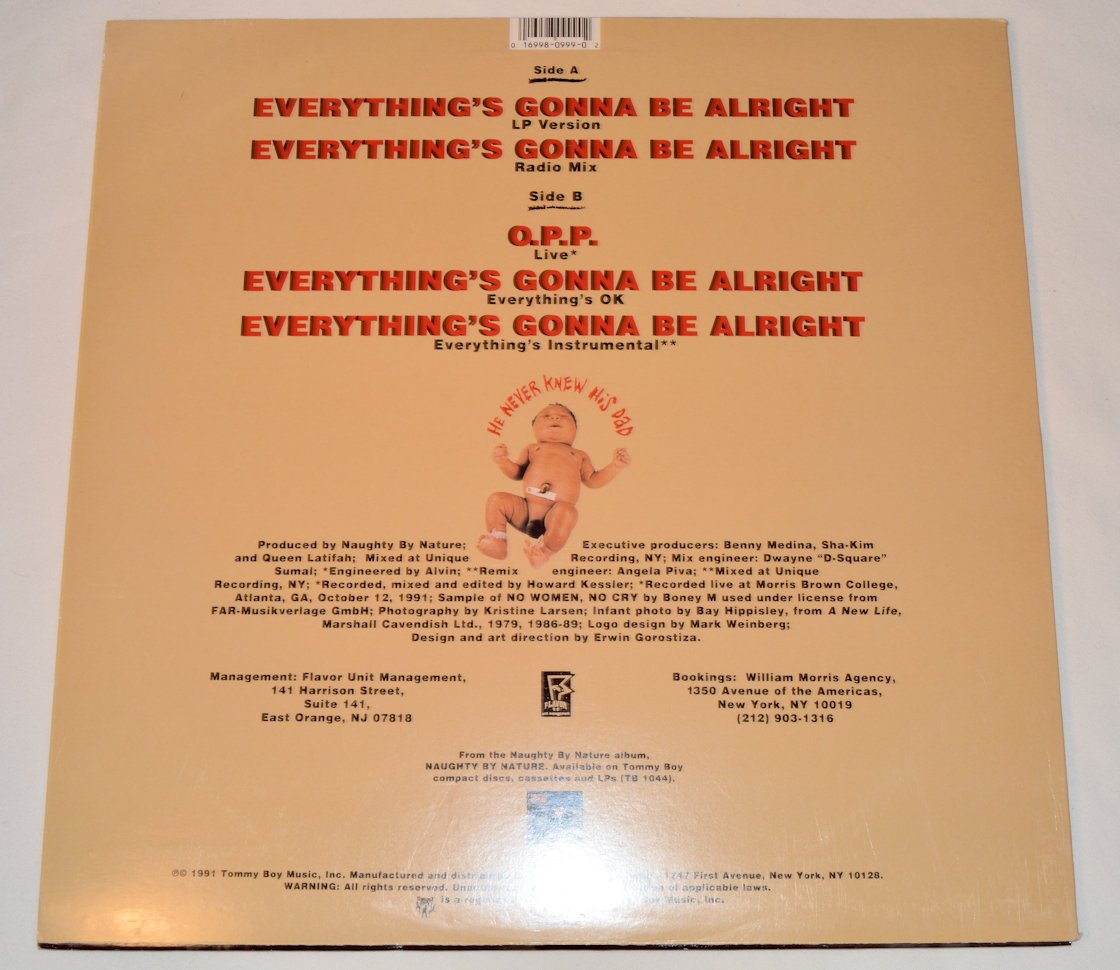 0 16998-0999-0 2
Side A
EVERYTHING'S GONNA BE ALRIGHT
LP Version
EVERYTHING'S GONNA BE ALRIGHT
Radio Mix
Side B
O.P.P.
Live*
EVERYTHING'S GONNA BE ALRIGHT
Everything's OK
EVERYTHING'S GONNA BE ALRIGHT
Everything's Instrumental**
HE NEVER KNEW HIS DAD
Produced by Naughty By Nature; Executive producers: Benny Medina, Sha-Kim
and Queen Latifah; Mixed at Unique Recording, NY; Mix engineer: Dwayne "D-Square"
Sumal; *Engineered by Alvin; **Remix engineer: Angela Piva; **Mixed at Unique
Recording, NY; *Recorded, mixed and edited by Howard Kessler; *Recorded live at Morris Brown College,
Atlanta, GA, October 12, 1991; Sample of NO WOMEN, NO CRY by Boney M used under license from
FAR-Musikverlage GmbH; Photography by Kristine Larsen; Infant photo by Bay Hippisley, from A New Life,
Marshall Cavendish Ltd., 1979, 1986-89; Logo design by Mark Weinberg;
Design and art direction by Erwin Gorostiza.
Management: Flavor Unit Management,
141 Harrison Street,
Suite 141,
East Orange, NJ 07818
FLAVOR
Bookings: William Morris Agency,
1350 Avenue of the Americas,
New York, NY 10019
(212) 903-1316
From the Naughty By Nature album,
NAUGHTY BY NATURE. Available on Tommy Boy
compact discs, cassettes and LPs (TB 1044).
℗© 1991 Tommy Boy Music, Inc. Manufactured and 1747 First Avenue, New York, NY 10128.
WARNING: All rights reserved. of applicable laws.
is a Music, Inc.